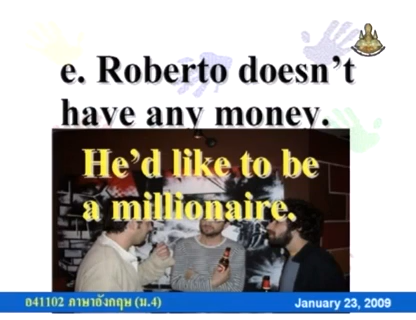 e. Roberto doesn't
have any money.
He'd like to be
a millionaire.
อ41102 ภาษาอังกฤษ (ม.4)
January 23, 2009